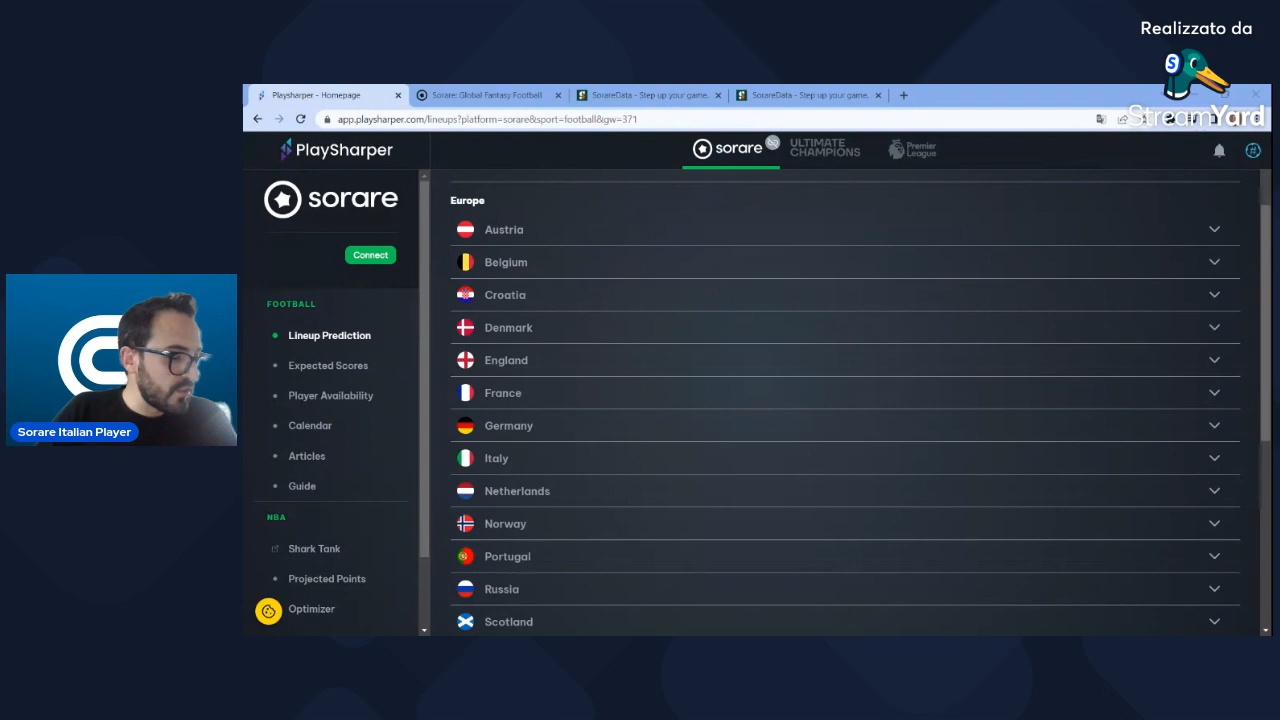 Realizzato da
StreamYard
Playsharper - Homepage
Sorare: Global Fantasy Football
SorareData - Step up your game.
SorareData - Step up your game.
app.playsharper.com/lineups?platform=sorare&sport=football&gw=371
PlaySharper
sorare
ULTIMATE CHAMPIONS
Premier League
sorare
Connect
FOOTBALL
Lineup Prediction
Expected Scores
Player Availability
Calendar
Articles
Guide
NBA
Shark Tank
Projected Points
Optimizer
Europe
Austria
Belgium
Croatia
Denmark
England
France
Germany
Italy
Netherlands
Norway
Portugal
Russia
Scotland
Sorare Italian Player